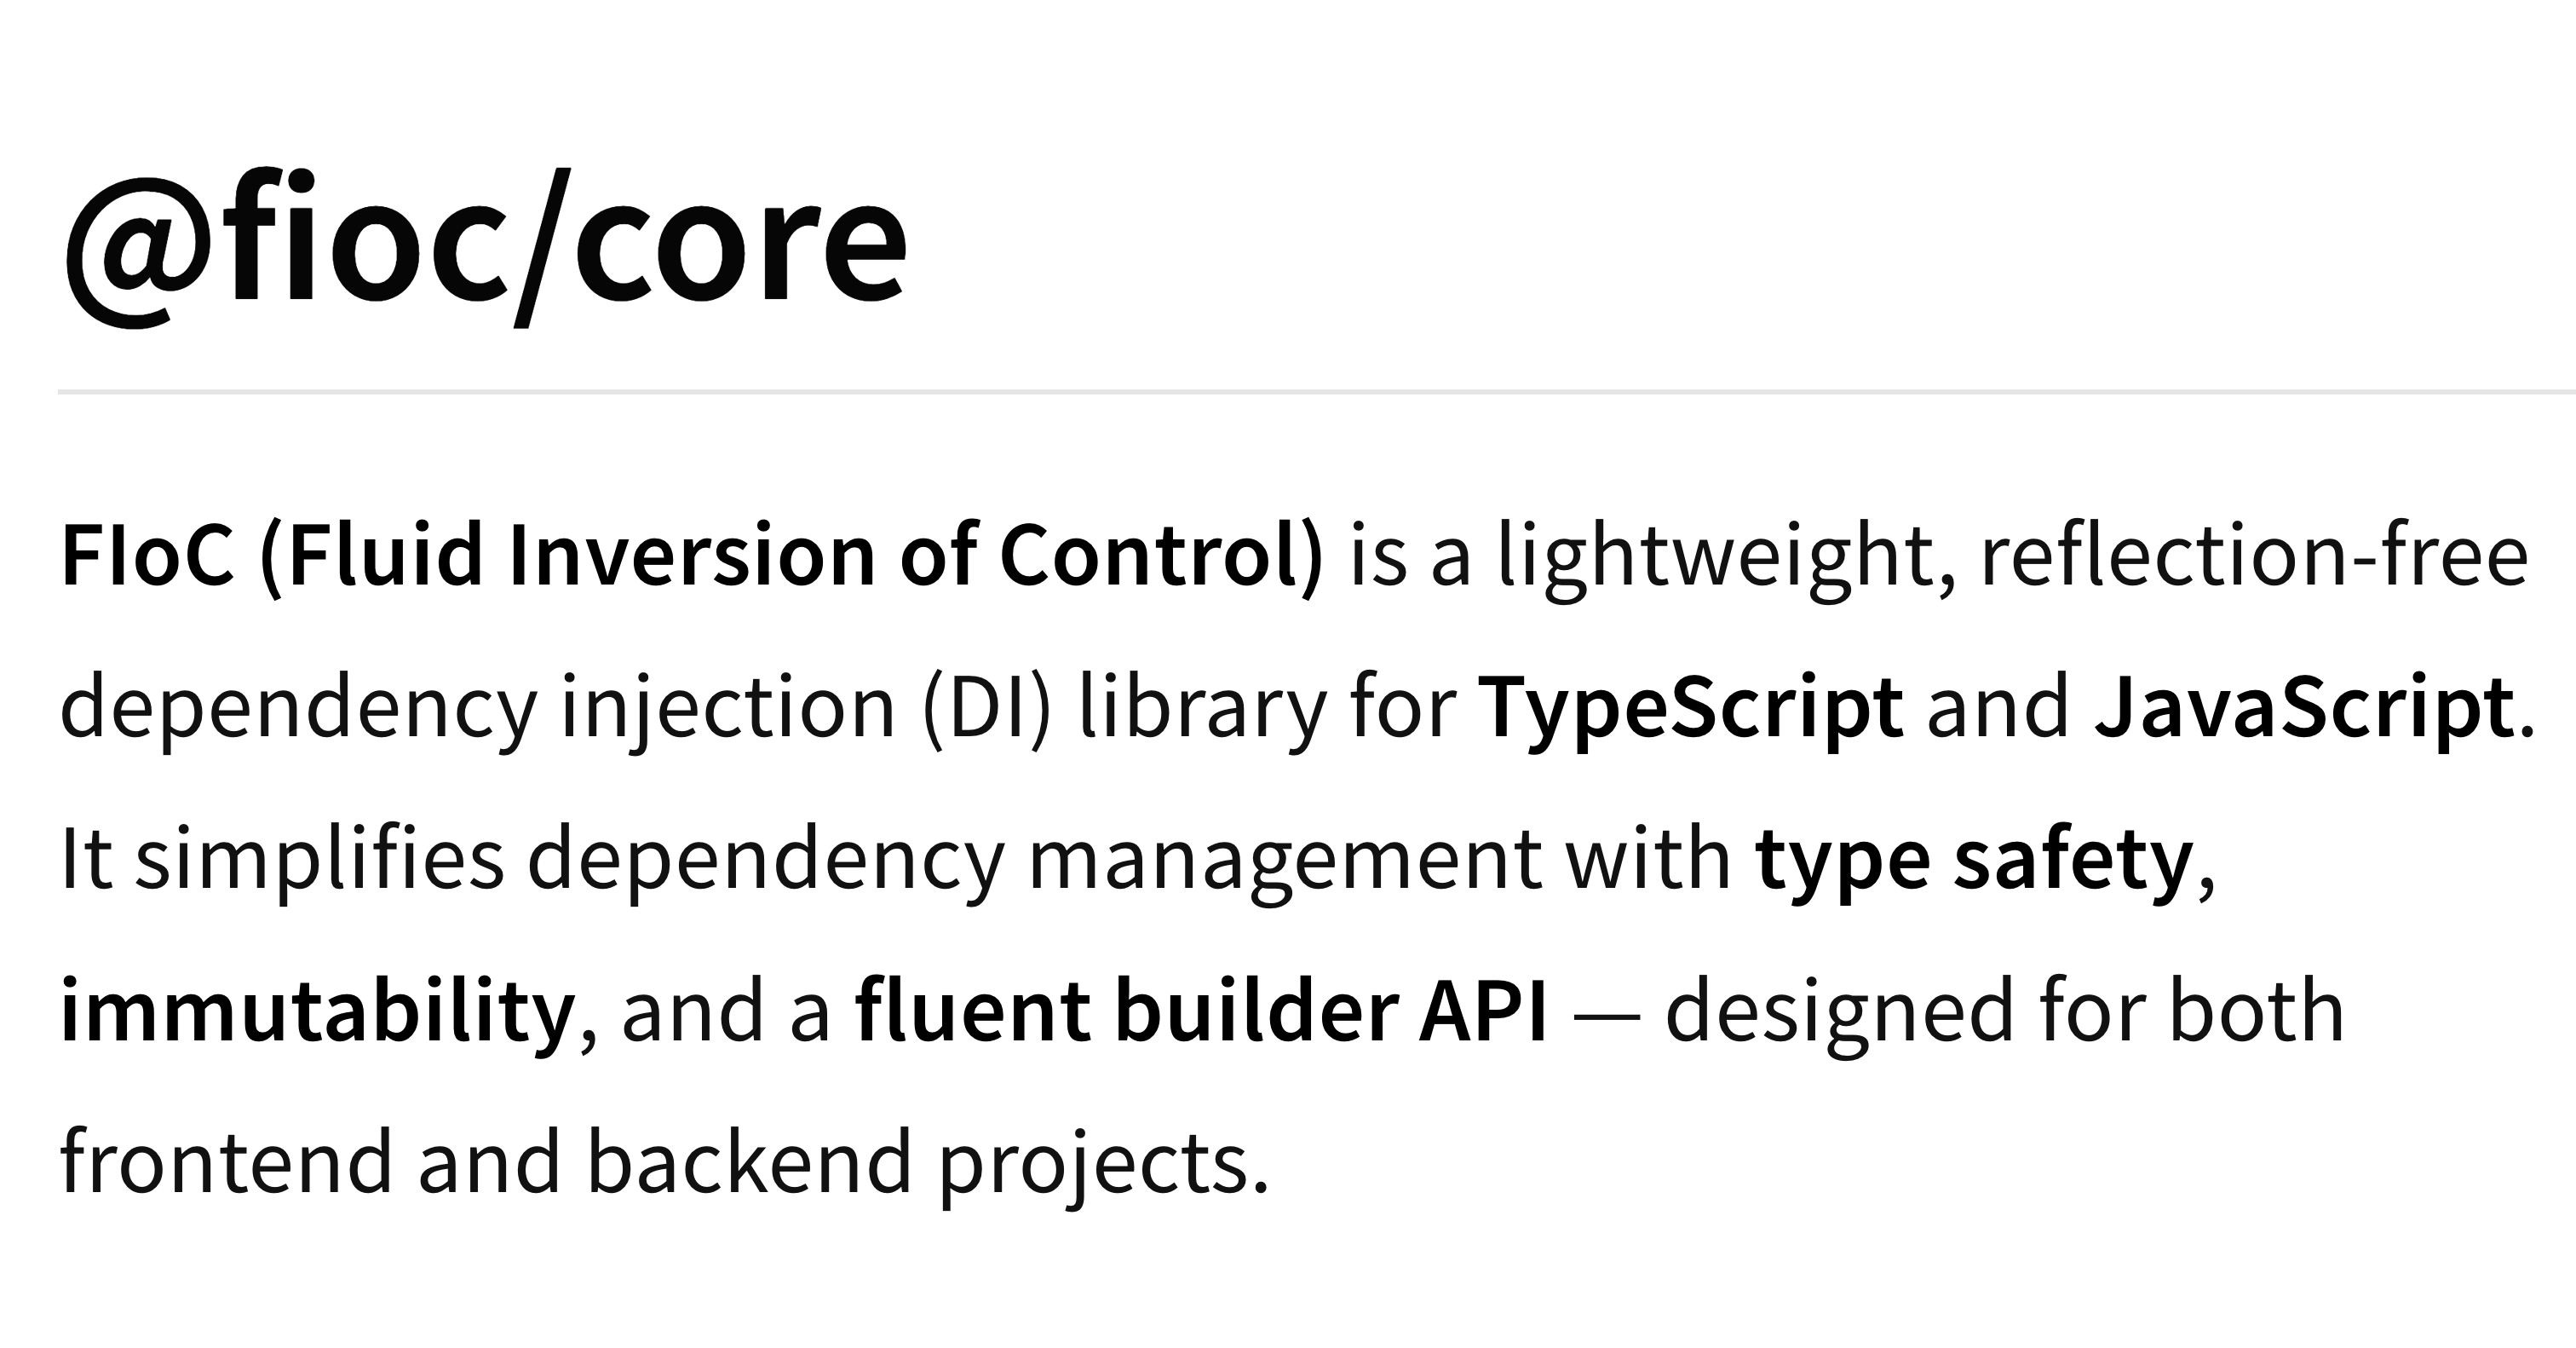 @fioc/core
FIoC (Fluid Inversion of Control) is a lightweight, reflection-free
dependency injection (DI) library for TypeScript and JavaScript.
It simplifies dependency management with type safety,
immutability, and a fluent builder API — designed for both
frontend and backend projects.